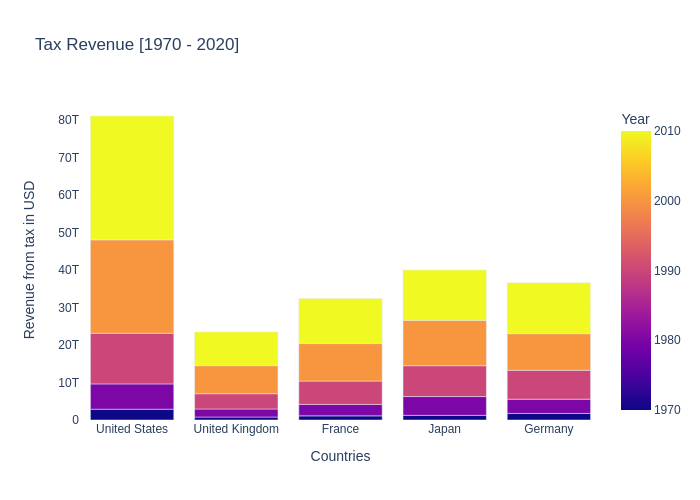 Tax Revenue [1970 - 2020]
Year
80T
70T
60T
50T
40T
30T
20T
10T
0
Revenue from tax in USD
United States
United Kingdom
France
Japan
Germany
Countries
2010
2000
1990
1980
1970